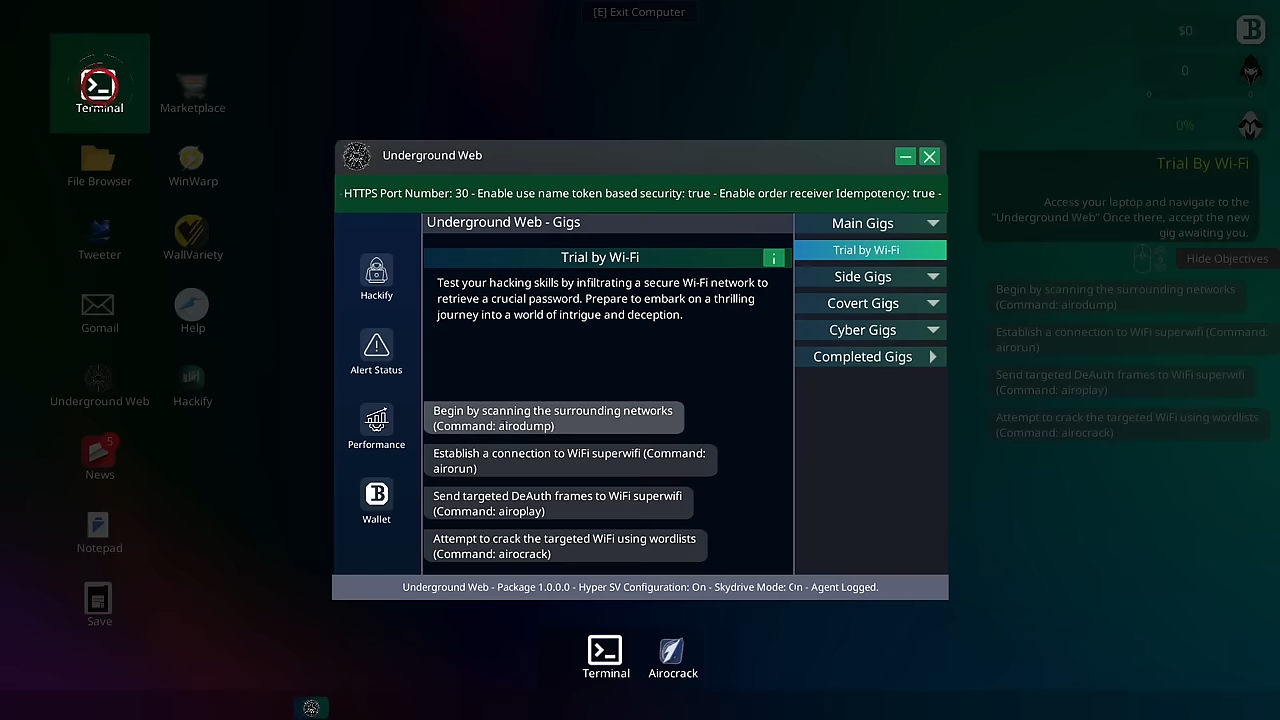 [E] Exit Computer
$0
0
0 0
0%
Terminal
Marketplace
File Browser
WinWarp
Tweeter
WallVariety
Gomail
Help
Underground Web
Hackify
5
News
Notepad
Save
Underground Web
HTTPS Port Number: 30 - Enable use name token based security: true - Enable order receiver Idempotency: true -
Hackify
Alert Status
Performance
B
Wallet
Underground Web - Gigs
Trial by Wi-Fi
i
Test your hacking skills by infiltrating a secure Wi-Fi network to
retrieve a crucial password. Prepare to embark on a thrilling
journey into a world of intrigue and deception.
Begin by scanning the surrounding networks
(Command: airodump)
Establish a connection to WiFi superwifi (Command:
airorun)
Send targeted DeAuth frames to WiFi superwifi
(Command: airoplay)
Attempt to crack the targeted WiFi using wordlists
(Command: airocrack)
Main Gigs
Trial by Wi-Fi
Side Gigs
Covert Gigs
Cyber Gigs
Completed Gigs
Underground Web - Package 1.0.0.0 - Hyper SV Configuration: On - Skydrive Mode: On - Agent Logged.
Trial By Wi-Fi
Access your laptop and navigate to the
"Underground Web" Once there, accept the new
gig awaiting you.
Hide Objectives
Begin by scanning the surrounding networks
(Command: airodump)
Establish a connection to WiFi superwifi (Command:
airorun)
Send targeted DeAuth frames to WiFi superwifi
(Command: airoplay)
Attempt to crack the targeted WiFi using wordlists
(Command: airocrack)
Terminal
Airocrack